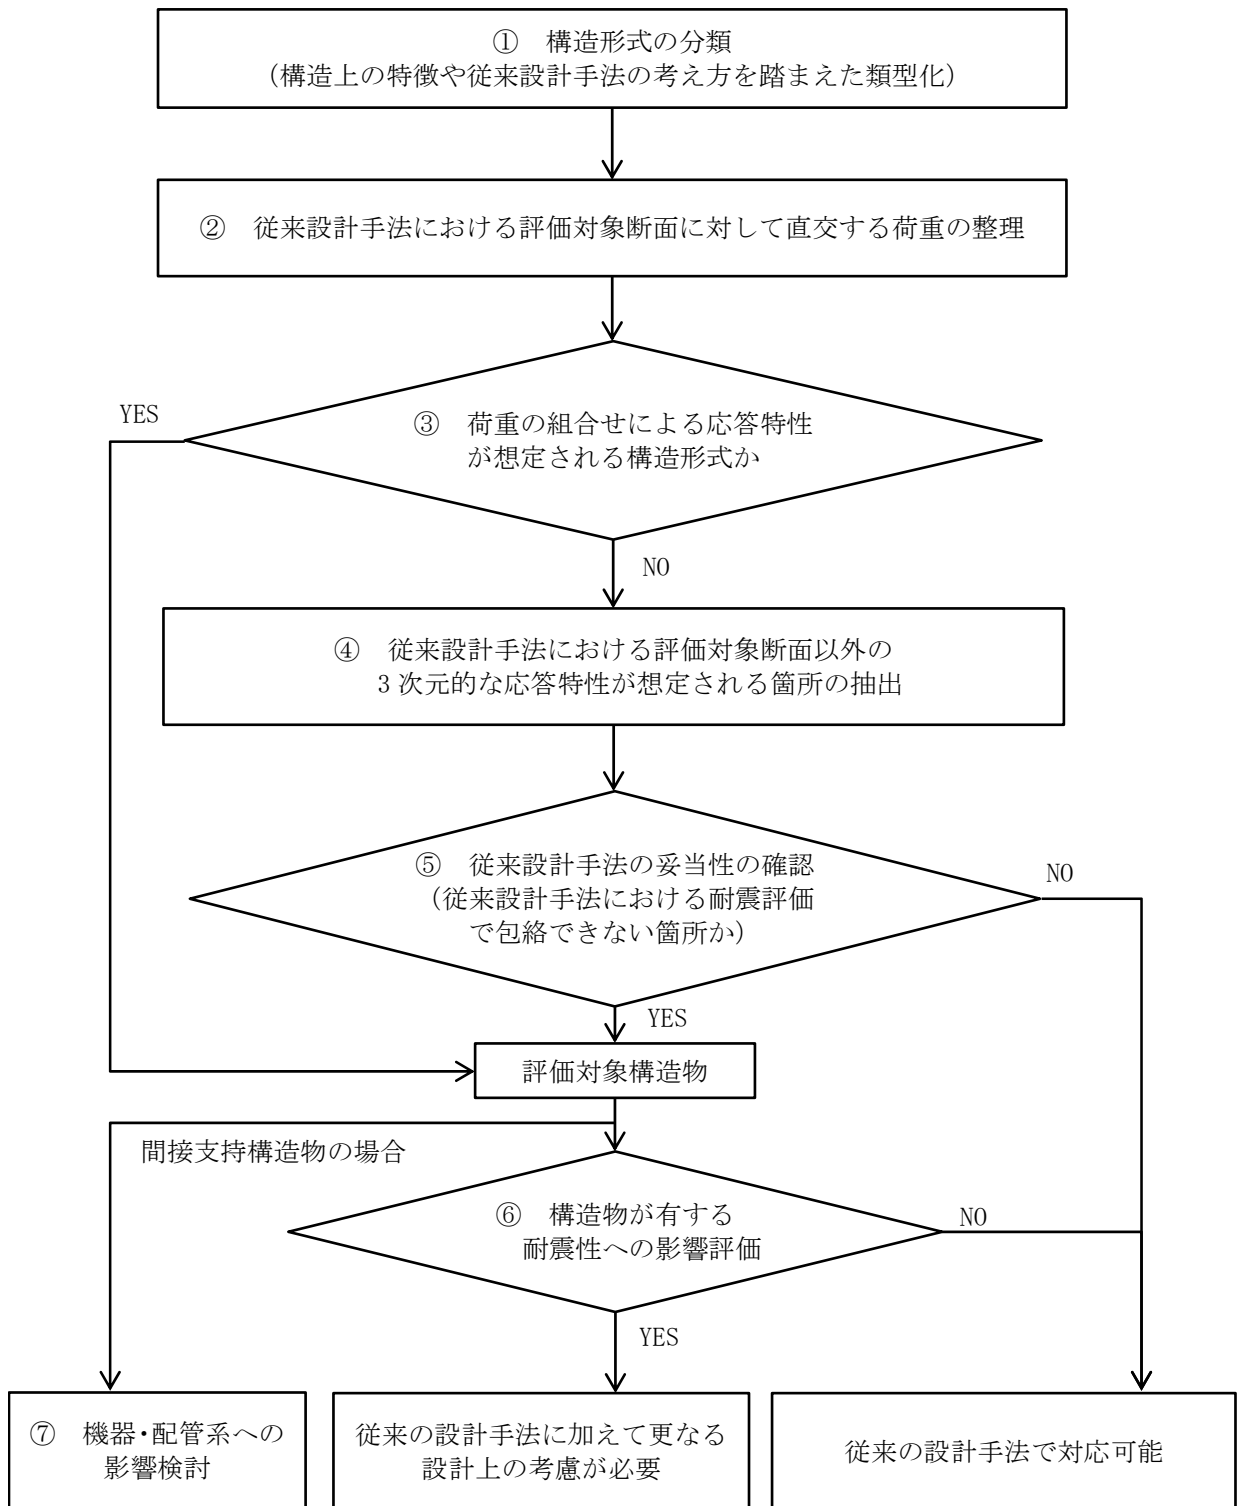 ① 構造形式の分類
（構造上の特徴や従来設計手法の考え方を踏まえた類型化）
② 従来設計手法における評価対象断面に対して直交する荷重の整理
YES
③ 荷重の組合せによる応答特性
が想定される構造形式か
NO
④ 従来設計手法における評価対象断面以外の
3次元的な応答特性が想定される箇所の抽出
⑤ 従来設計手法の妥当性の確認
（従来設計手法における耐震評価
で包絡できない箇所か）
NO
YES
評価対象構造物
間接支持構造物の場合
⑥ 構造物が有する
耐震性への影響評価
NO
YES
⑦ 機器・配管系への
影響検討
従来の設計手法に加えて更なる
設計上の考慮が必要
従来の設計手法で対応可能